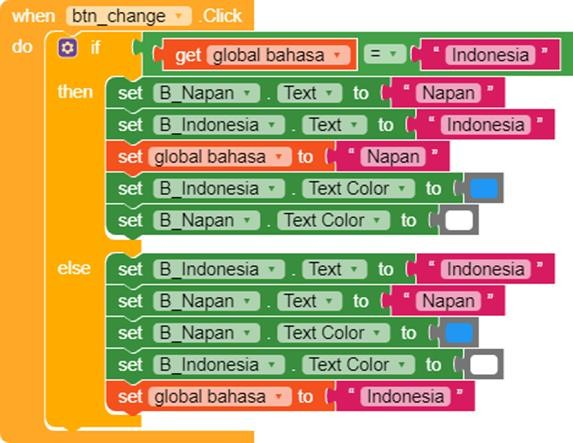 when btn_change .Click
do if get global bahasa = " Indonesia "
then set B_Napan . Text to " Napan "
set B_Indonesia . Text to " Indonesia "
set global bahasa to " Napan "
set B_Indonesia . Text Color to
set B_Napan . Text Color to
else set B_Indonesia . Text to " Indonesia "
set B_Napan . Text to " Napan "
set B_Napan . Text Color to
set B_Indonesia . Text Color to
set global bahasa to " Indonesia "